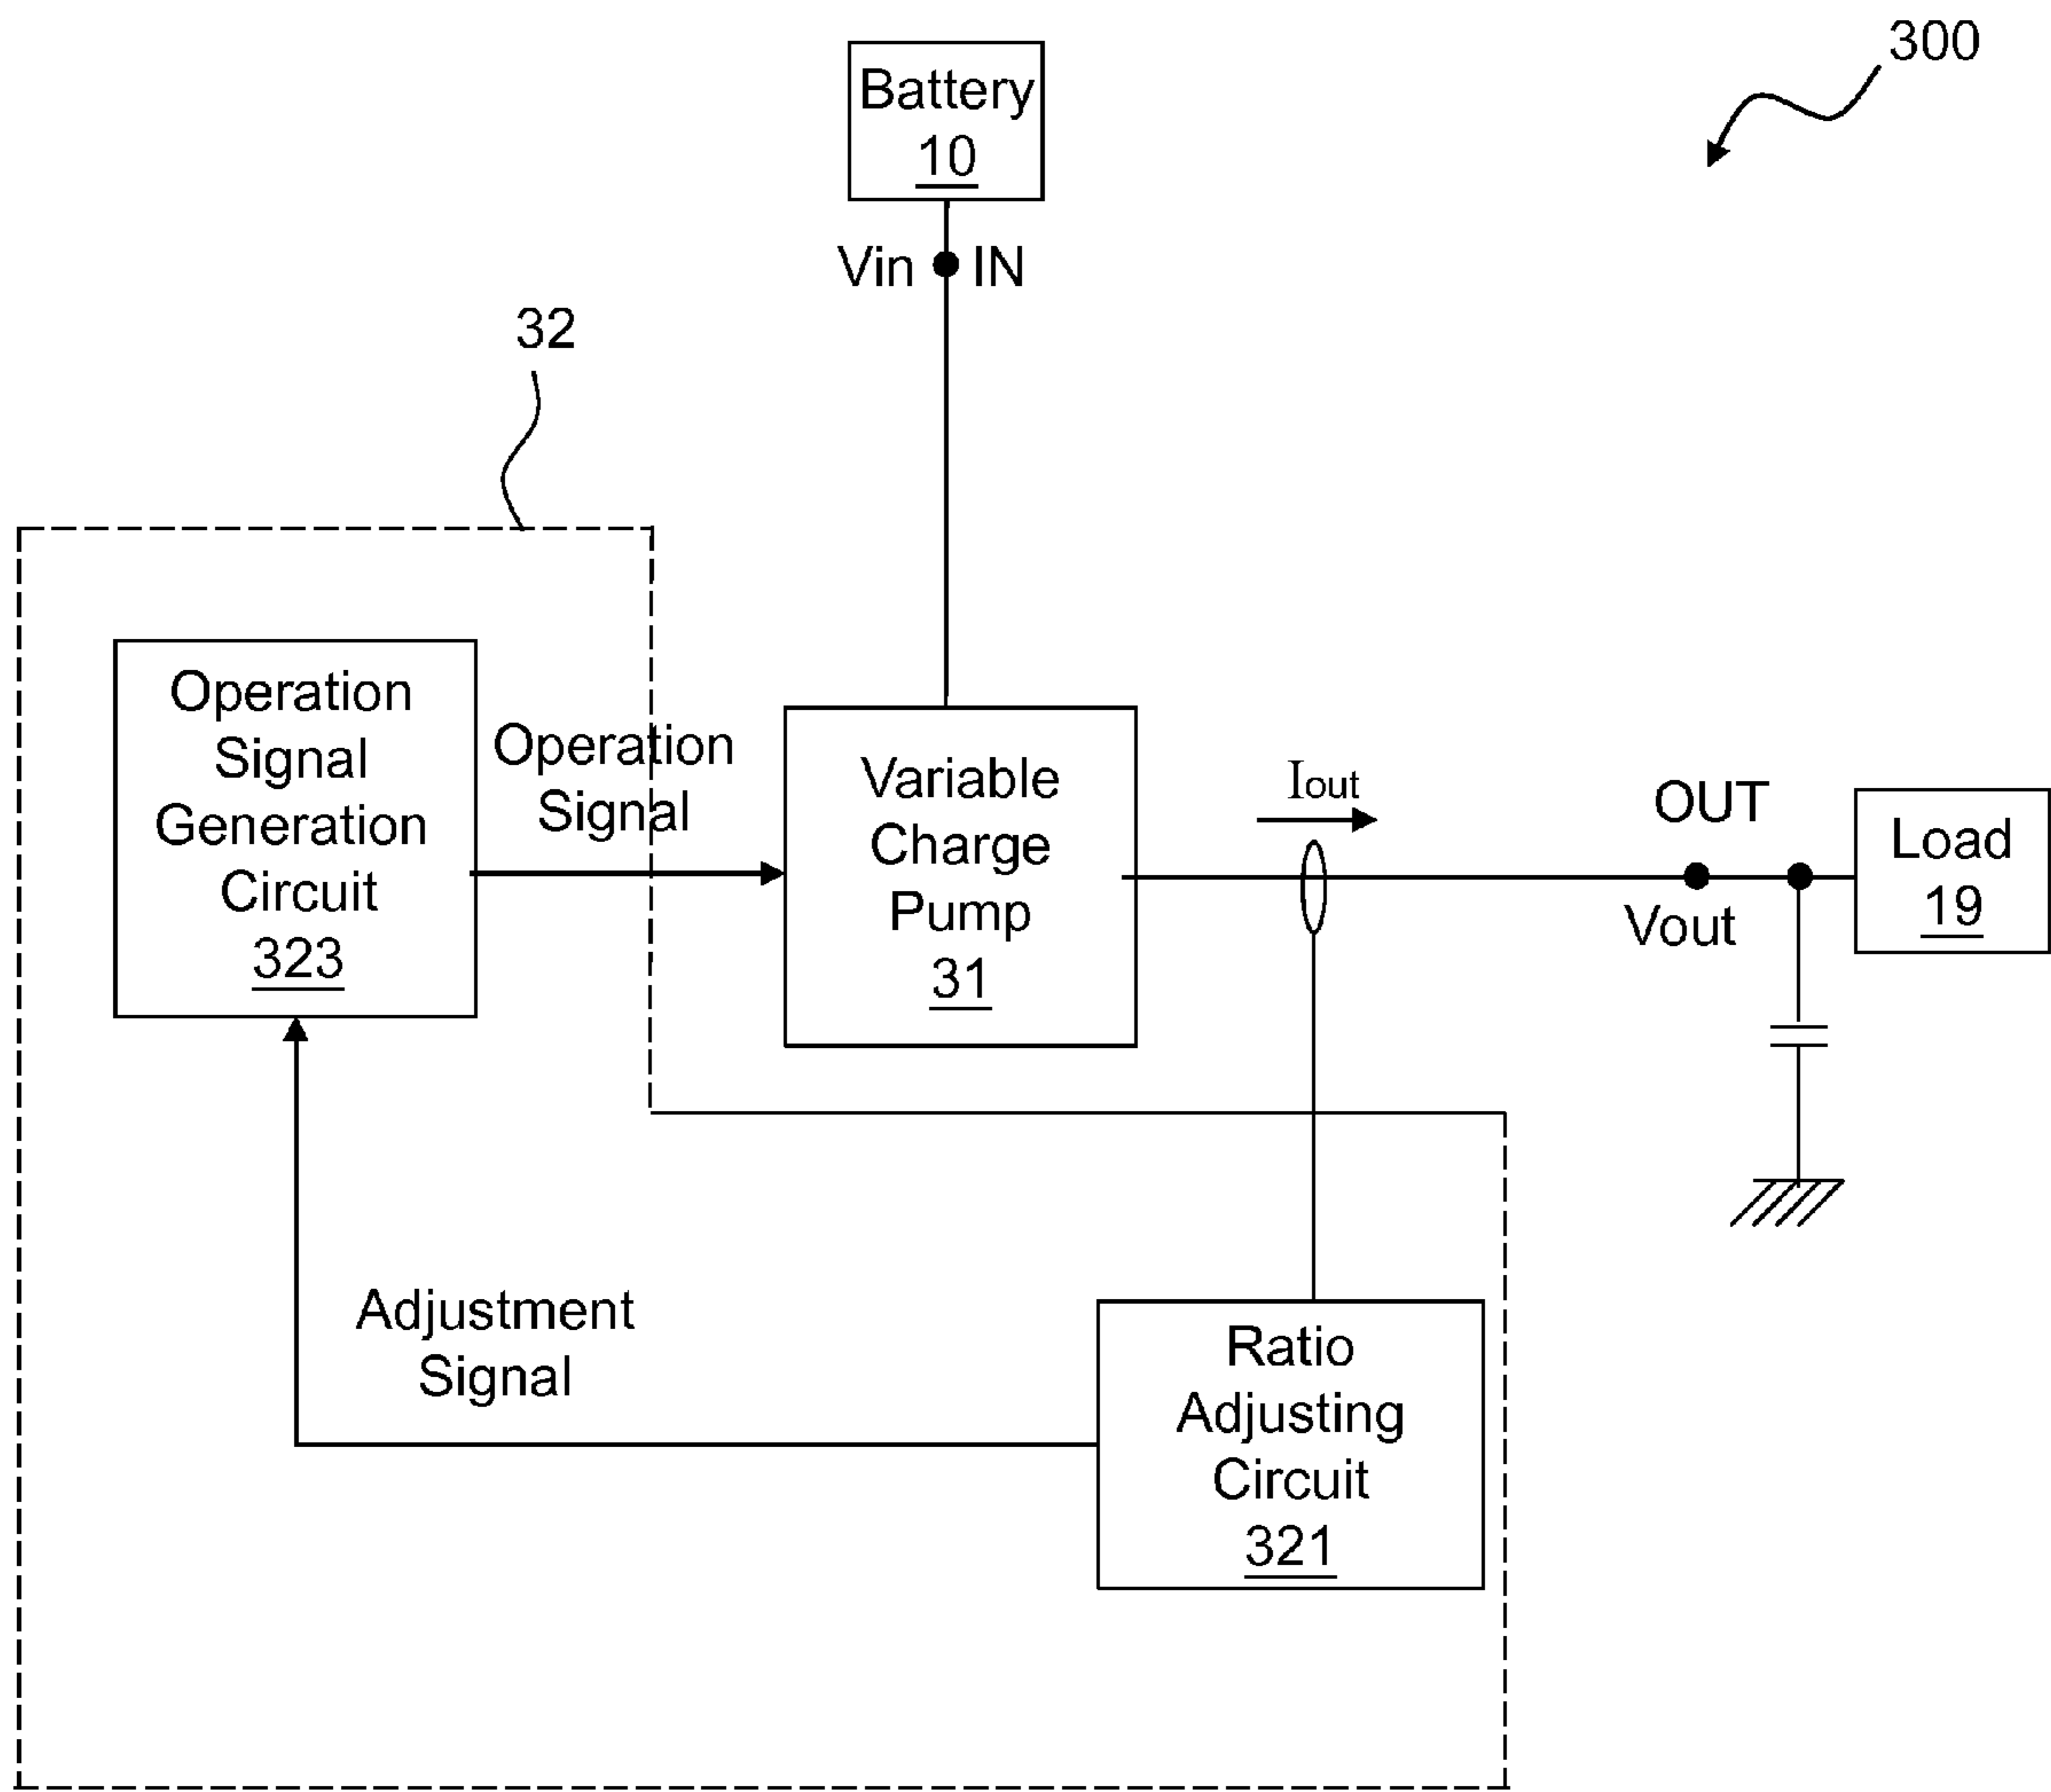 300
Battery
10
Vin IN
32
Operation
Signal
Generation
Circuit
323
Operation
Signal
Variable
Charge
Pump
31
Iout
OUT
Vout
Load
19
Adjustment
Signal
Ratio
Adjusting
Circuit
321